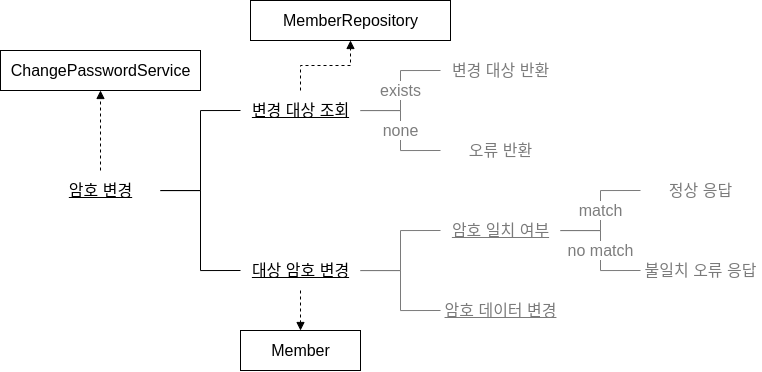 MemberRepository
ChangePasswordService
변경 대상 반환
exists
변경 대상 조회
none
오류 반환
암호 변경
정상 응답
match
암호 일치 여부
no match
대상 암호 변경
불일치 오류 응답
암호 데이터 변경
Member